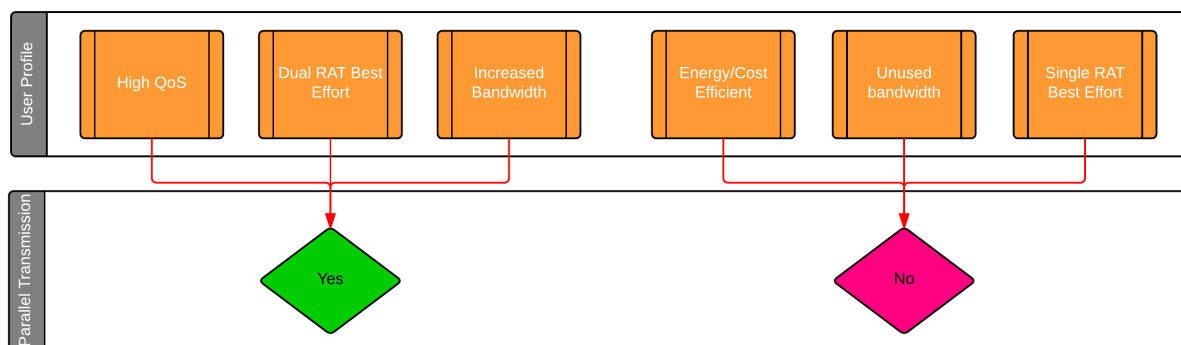 User Profile
High QoS
Dual RAT Best
Effort
Increased
Bandwidth
Energy/Cost
Efficient
Unused
bandwidth
Single RAT
Best Effort
Parallel Transmission
Yes
No